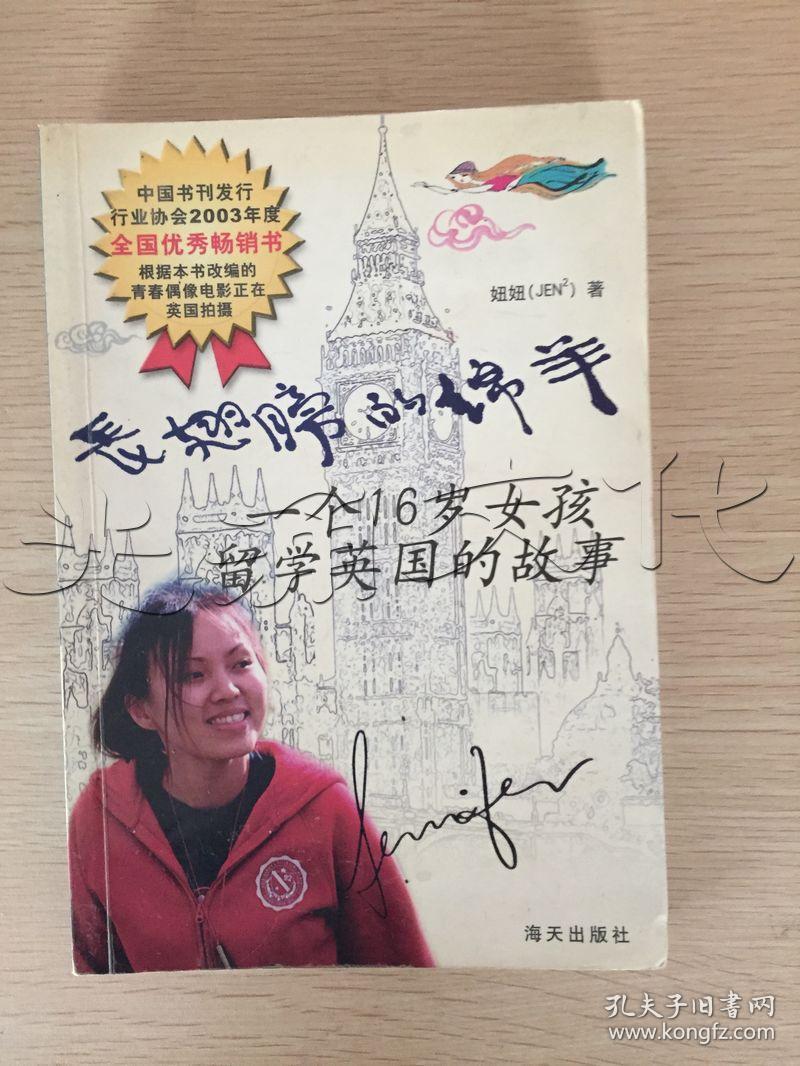 中国书刊发行
行业协会2003年度
全国优秀畅销书
根据本书改编的
青春偶像电影正在
英国拍摄
妞妞(JEN²) 著
长翅膀的绵羊
一个16岁女孩
留学英国的故事
Jennifer
海天出版社
孔夫子旧书网
www.kongfz.com